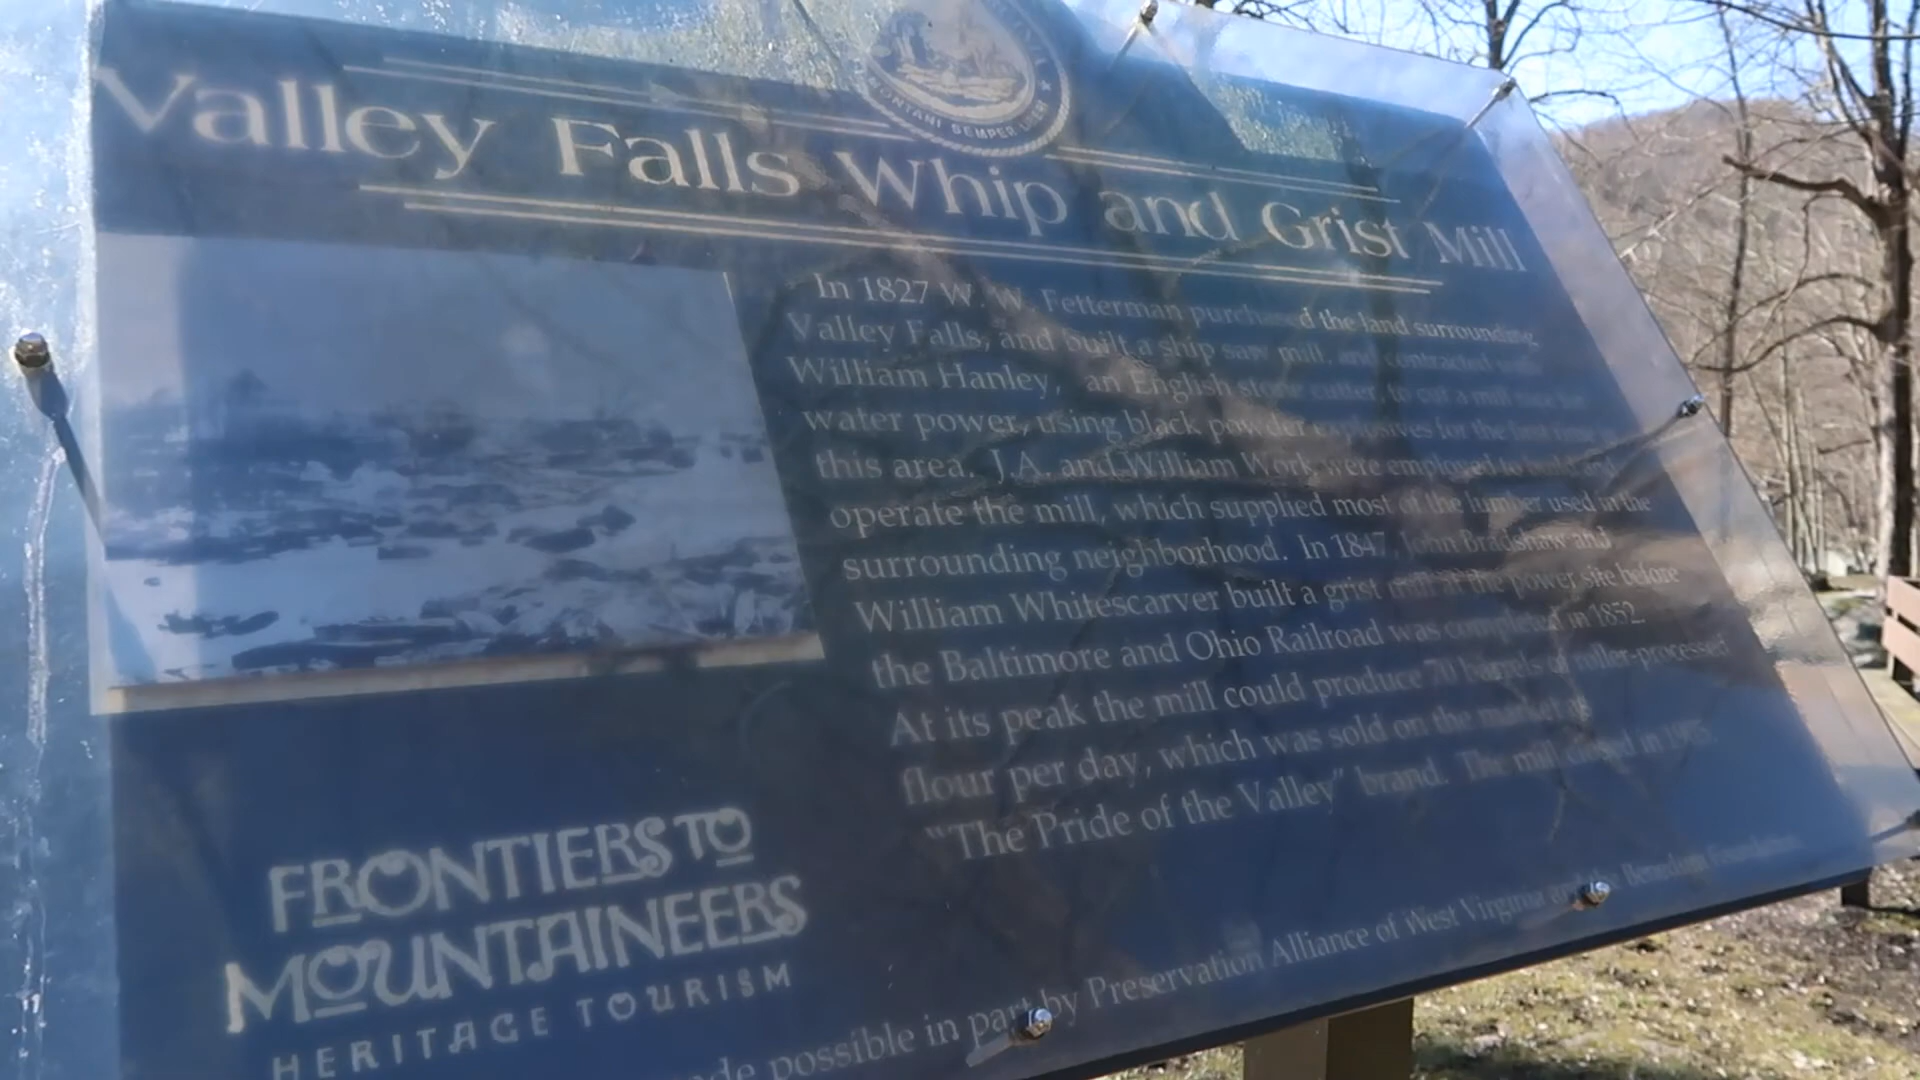 MONTANI SEMPER LIBERI
Valley Falls Whip and Grist Mill
In 1827 W. W. Fetterman purchased the land surrounding
Valley Falls, and built a ship saw mill, and contracted with
William Hanley, an English stone cutter, to cut a mill race for
water power, using black powder explosives for the first time in
this area. J.A. and William Work were employed to build and
operate the mill, which supplied most of the lumber used in the
surrounding neighborhood. In 1847, John Bradshaw and
William Whitescarver built a grist mill at the power site before
the Baltimore and Ohio Railroad was completed in 1852.
At its peak the mill could produce 70 barrels of roller-processed
flour per day, which was sold on the market as
"The Pride of the Valley" brand. The mill closed in
FRONTIERS TO
MOUNTAINEERS
HERITAGE TOURISM
possible in part by Preservation Alliance of West Virginia and the Benedum Foundation